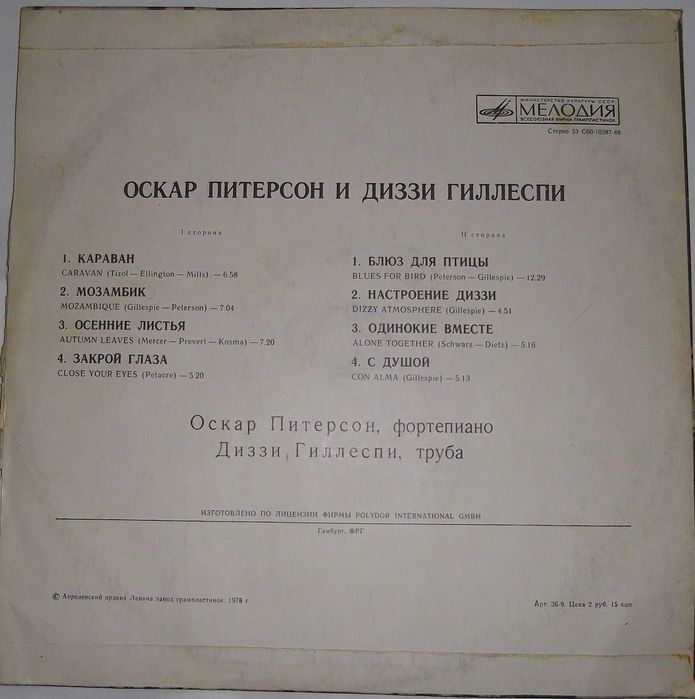 МИНИСТЕРСТВО КУЛЬТУРЫ СССР
МЕЛОДИЯ
ВСЕСОЮЗНАЯ ФИРМА ГРАМПЛАСТИНОК
Стерео 33 С60-10287-88
ОСКАР ПИТЕРСОН И ДИЗЗИ ГИЛЛЕСПИ
I сторона
1. КАРАВАН
CARAVAN (Tizol — Ellington — Mills). — 6.58
2. МОЗАМБИК
MOZAMBIQUE (Gillespie — Peterson) — 7.04
3. ОСЕННИЕ ЛИСТЬЯ
AUTUMN LEAVES (Mercer — Prevert — Kosma) — 7.20
4. ЗАКРОЙ ГЛАЗА
CLOSE YOUR EYES (Petacre) — 5.20
II сторона
1. БЛЮЗ ДЛЯ ПТИЦЫ
BLUES FOR BIRD (Peterson — Gillespie) — 12.29
2. НАСТРОЕНИЕ ДИЗЗИ
DIZZY ATMOSPHERE (Gillespie) — 4.51
3. ОДИНОКИЕ ВМЕСТЕ
ALONE TOGETHER (Schwarz — Dietz) — 5.16
4. С ДУШОЙ
CON ALMA (Gillespie) — 5.13
Оскар Питерсон, фортепиано
Диззи Гиллеспи, труба
ИЗГОТОВЛЕНО ПО ЛИЦЕНЗИИ ФИРМЫ POLYDOR INTERNATIONAL GMBH
Гамбург, ФРГ
© Апрелевский ордена Ленина завод грампластинок. 1978 г
Арт. 36-9. Цена 2 руб. 15 коп.